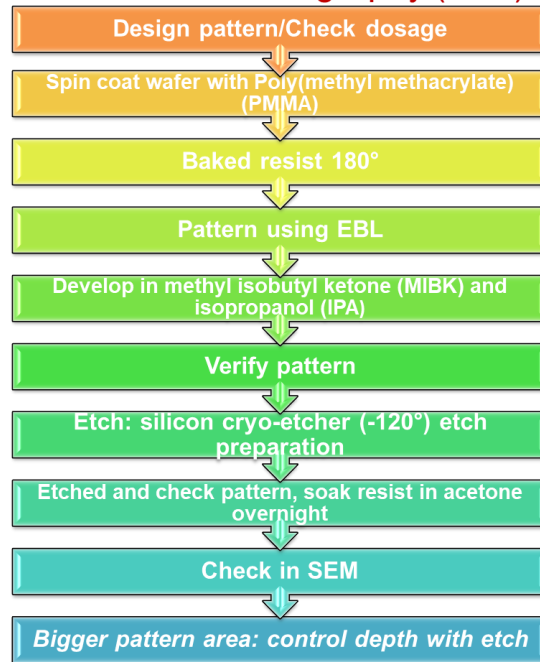 Design pattern/Check dosage
Spin coat wafer with Poly(methyl methacrylate)
(PMMA)
Baked resist 180°
Pattern using EBL
Develop in methyl isobutyl ketone (MIBK) and
isopropanol (IPA)
Verify pattern
Etch: silicon cryo-etcher (-120°) etch
preparation
Etched and check pattern, soak resist in acetone
overnight
Check in SEM
Bigger pattern area: control depth with etch